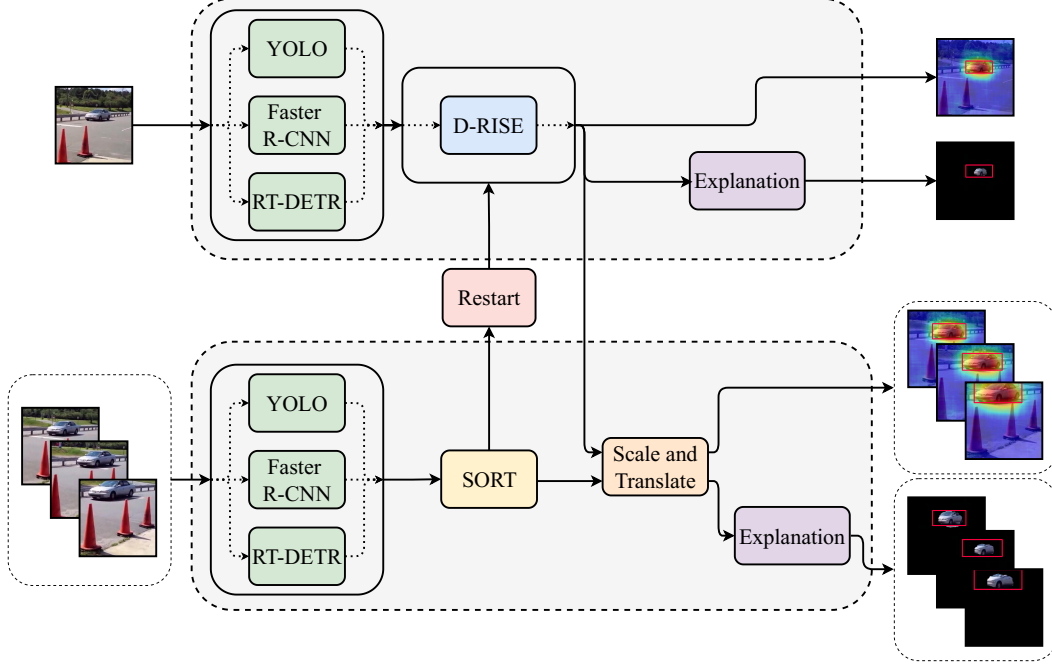 YOLO
Faster
R-CNN
RT-DETR
D-RISE
Explanation
Restart
YOLO
Faster
R-CNN
RT-DETR
SORT
Scale and
Translate
Explanation